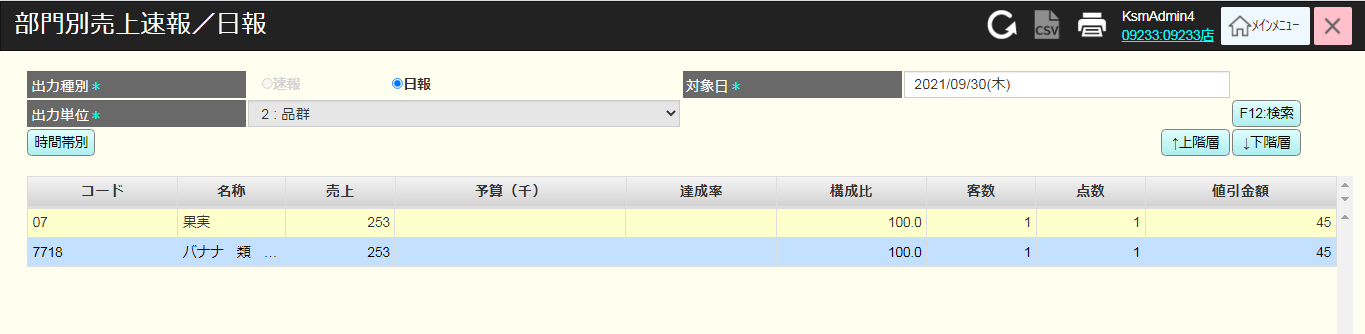 部門別売上速報／日報
CSV
KsmAdmin4
09233:09233店
ﾒｲﾝﾒﾆｭｰ
出力種別*
速報
日報
対象日*
2021/09/30(木)
出力単位*
2 : 品群
F12:検索
時間帯別
↑上階層
↓下階層
コード 名称 売上 予算（千） 達成率 構成比 客数 点数 値引金額
07 果実 253 100.0 1 1 45
7718 バナナ　類　… 253 100.0 1 1 45